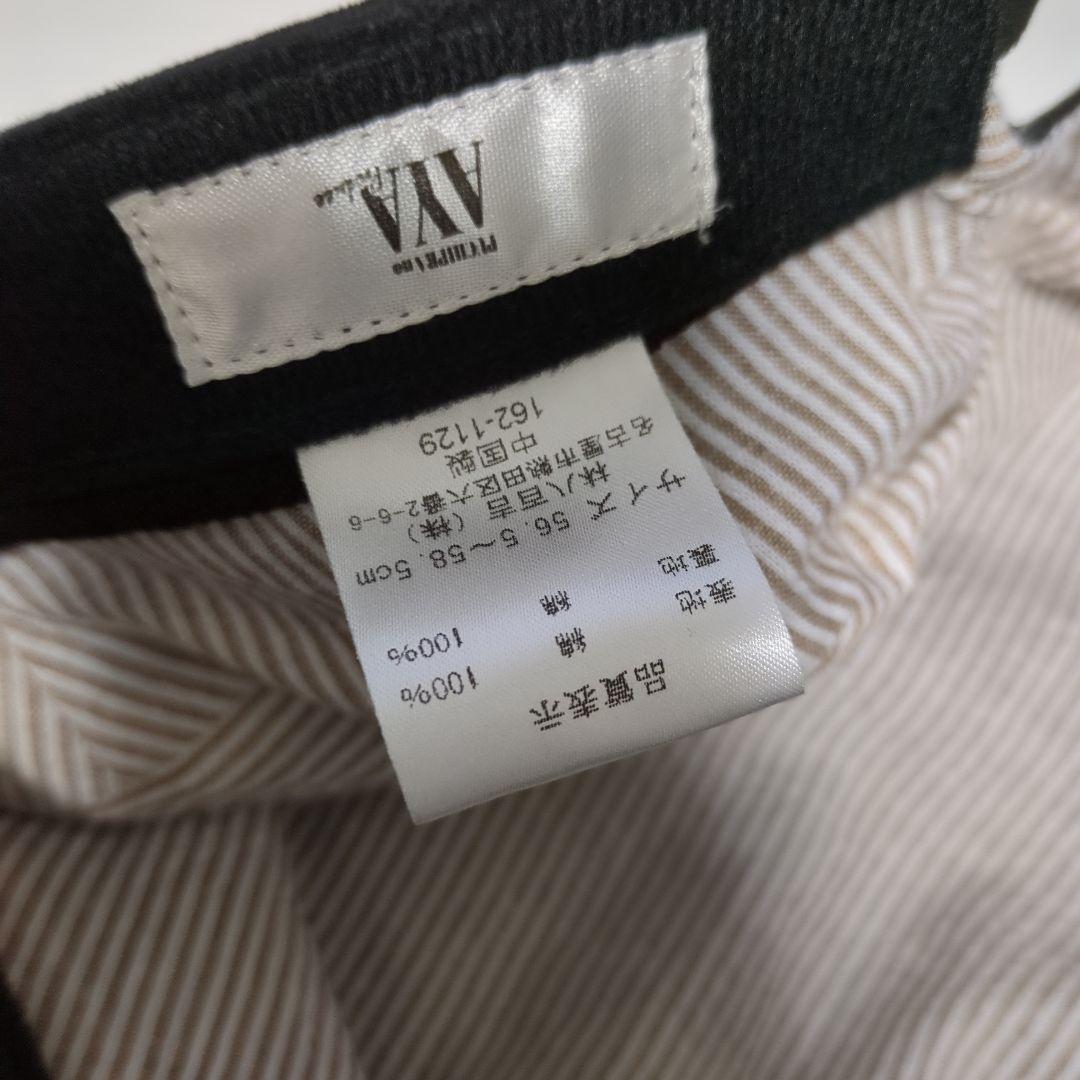 PUCHIPRAno
AYA
品質表示
表地 綿 100%
裏地 綿 100%
サイズ 56.5～58.5cm
林八百吉（株）
名古屋市熱田区六番2-6-6
中国製
162-1129